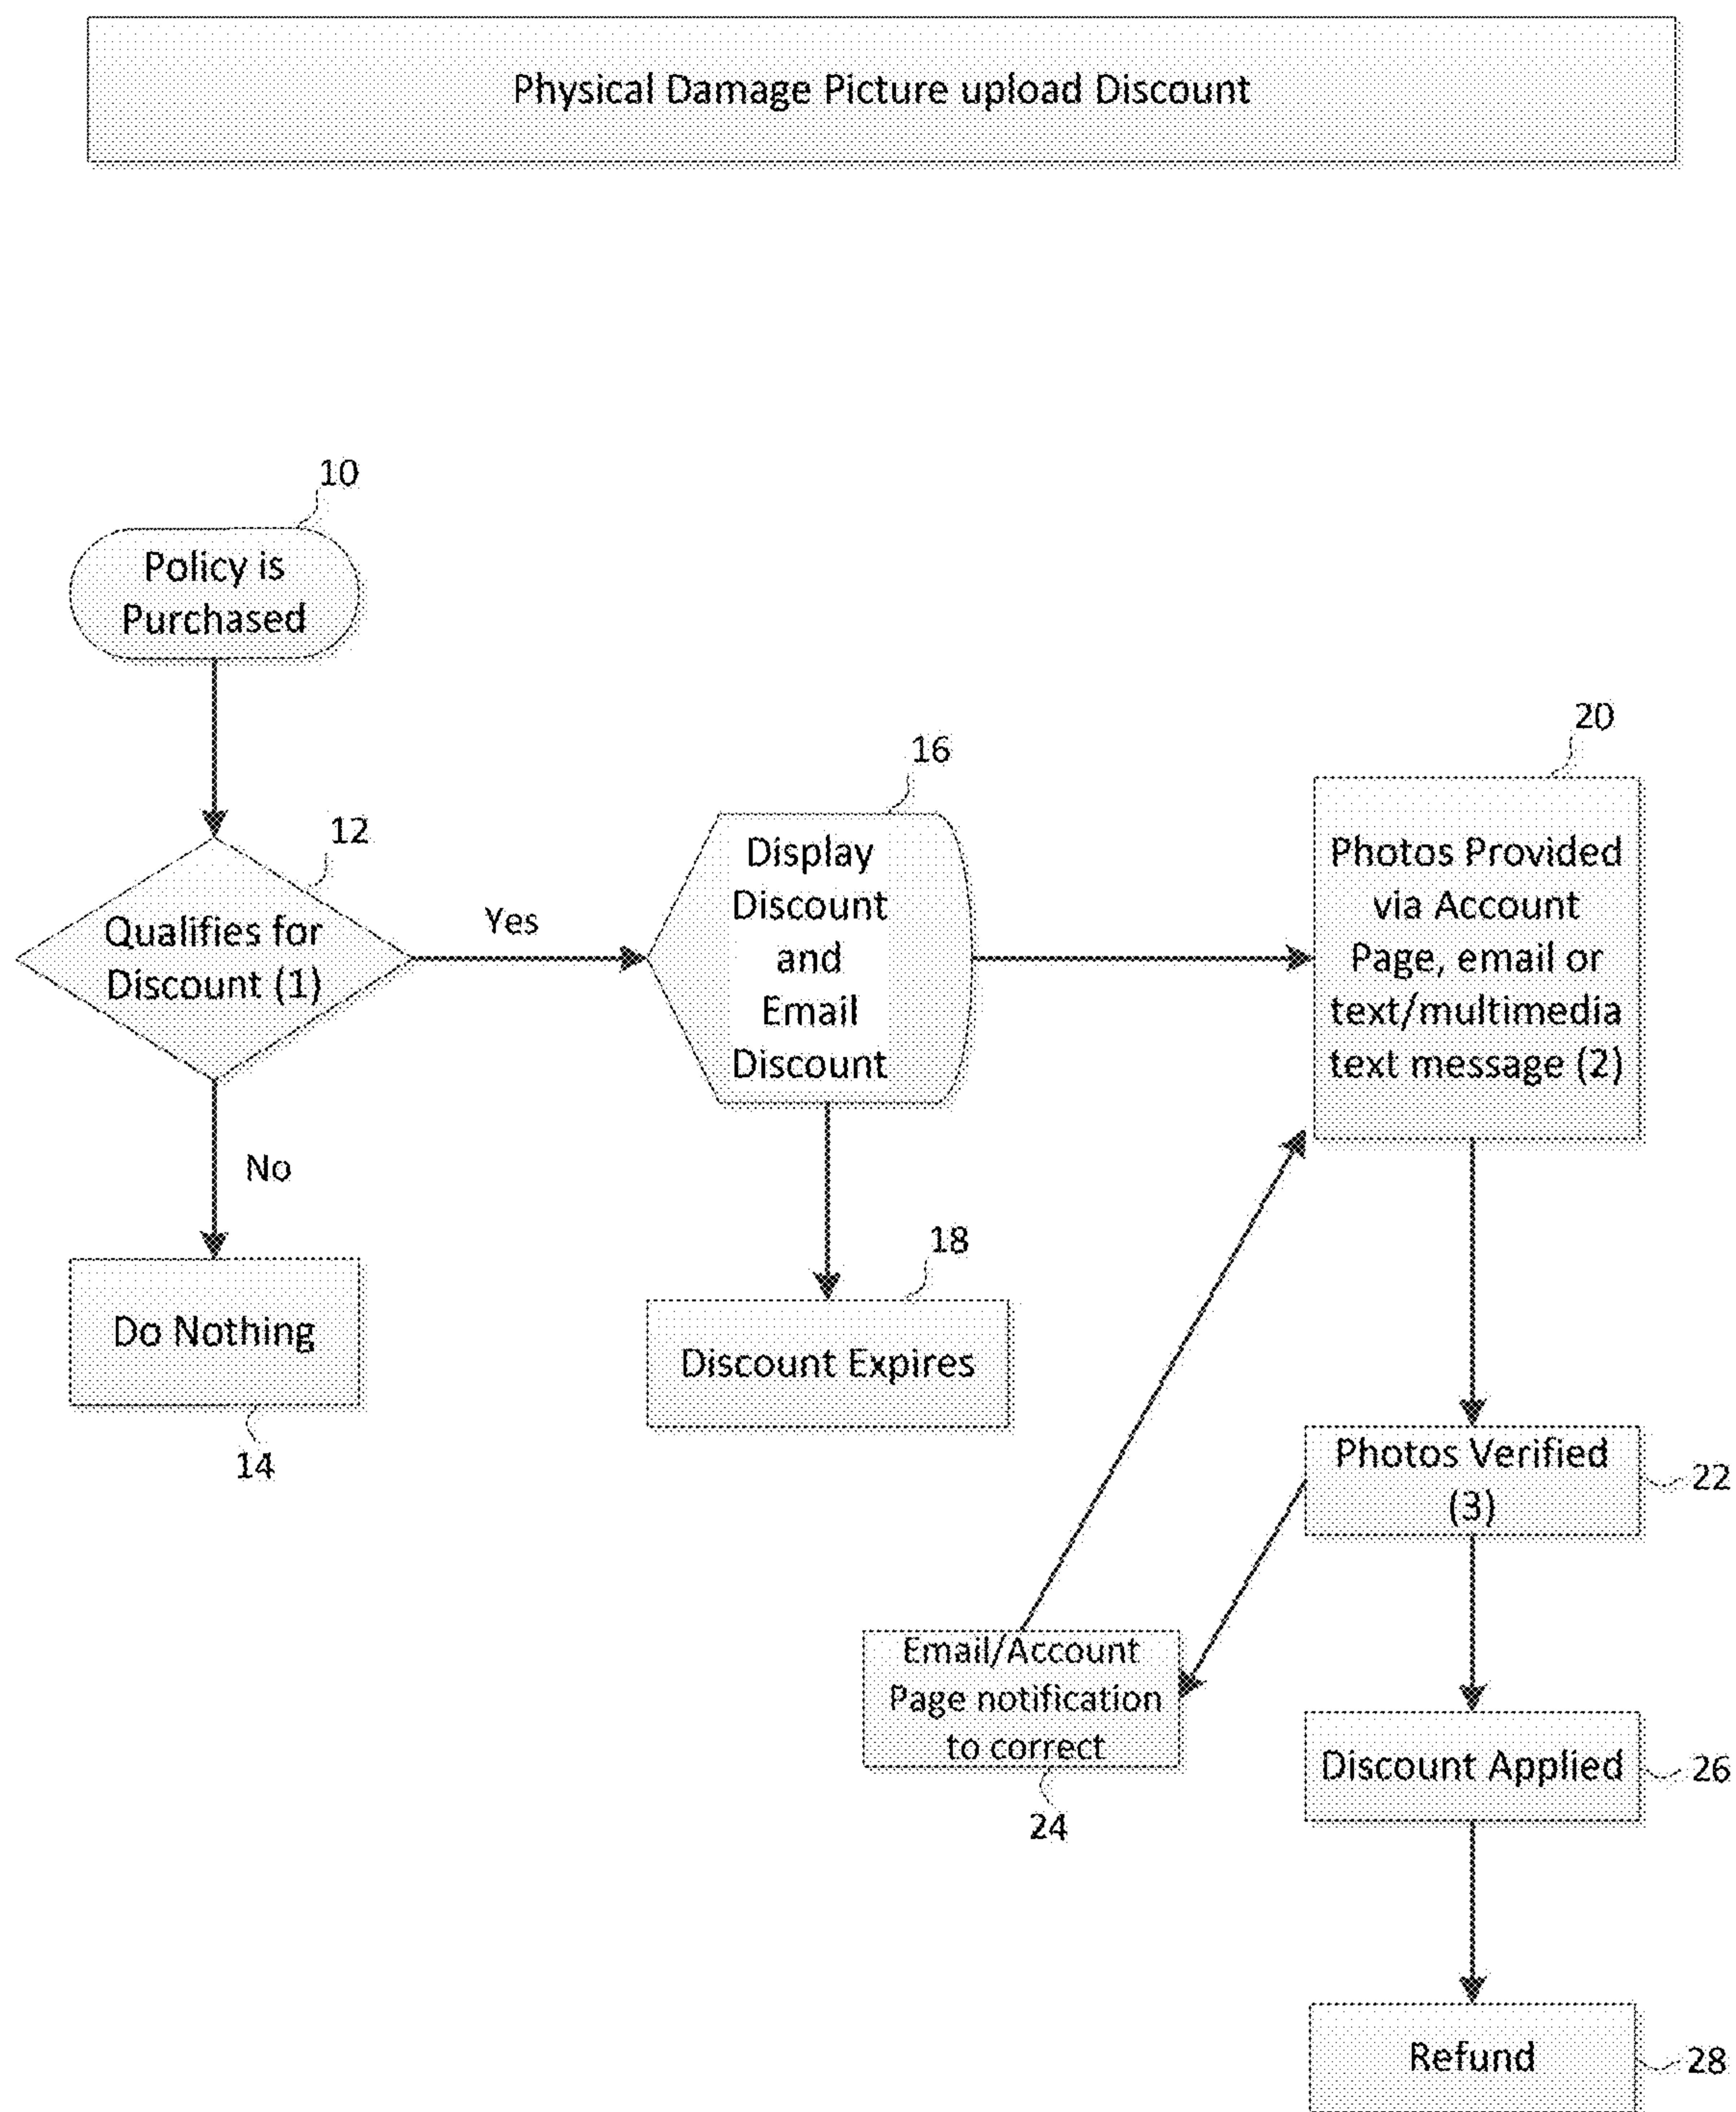 Physical Damage Picture upload Discount
10
Policy is
Purchased
12
Qualifies for
Discount (1)
Yes
No
Do Nothing
14
16
Display
Discount
and
Email
Discount
18
Discount Expires
20
Photos Provided
via Account
Page, email or
text/multimedia
text message (2)
Photos Verified
(3)
22
Email/Account
Page notification
to correct
24
Discount Applied
26
Refund
28